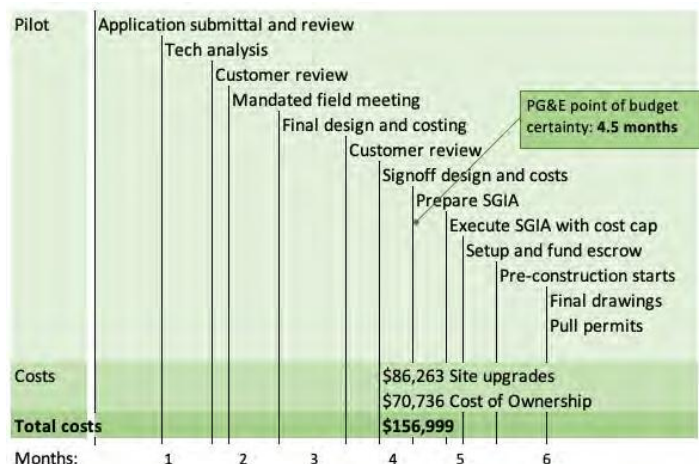 Pilot Application submittal and review
Tech analysis
Customer review
Mandated field meeting
PG&E point of budget
certainty: 4.5 months
Final design and costing
Customer review
Signoff design and costs
Prepare SGIA
Execute SGIA with cost cap
Setup and fund escrow
Pre-construction starts
Final drawings
Pull permits
Costs $86,263 Site upgrades
$70,736 Cost of Ownership
Total costs $156,999
Months: 1 2 3 4 5 6